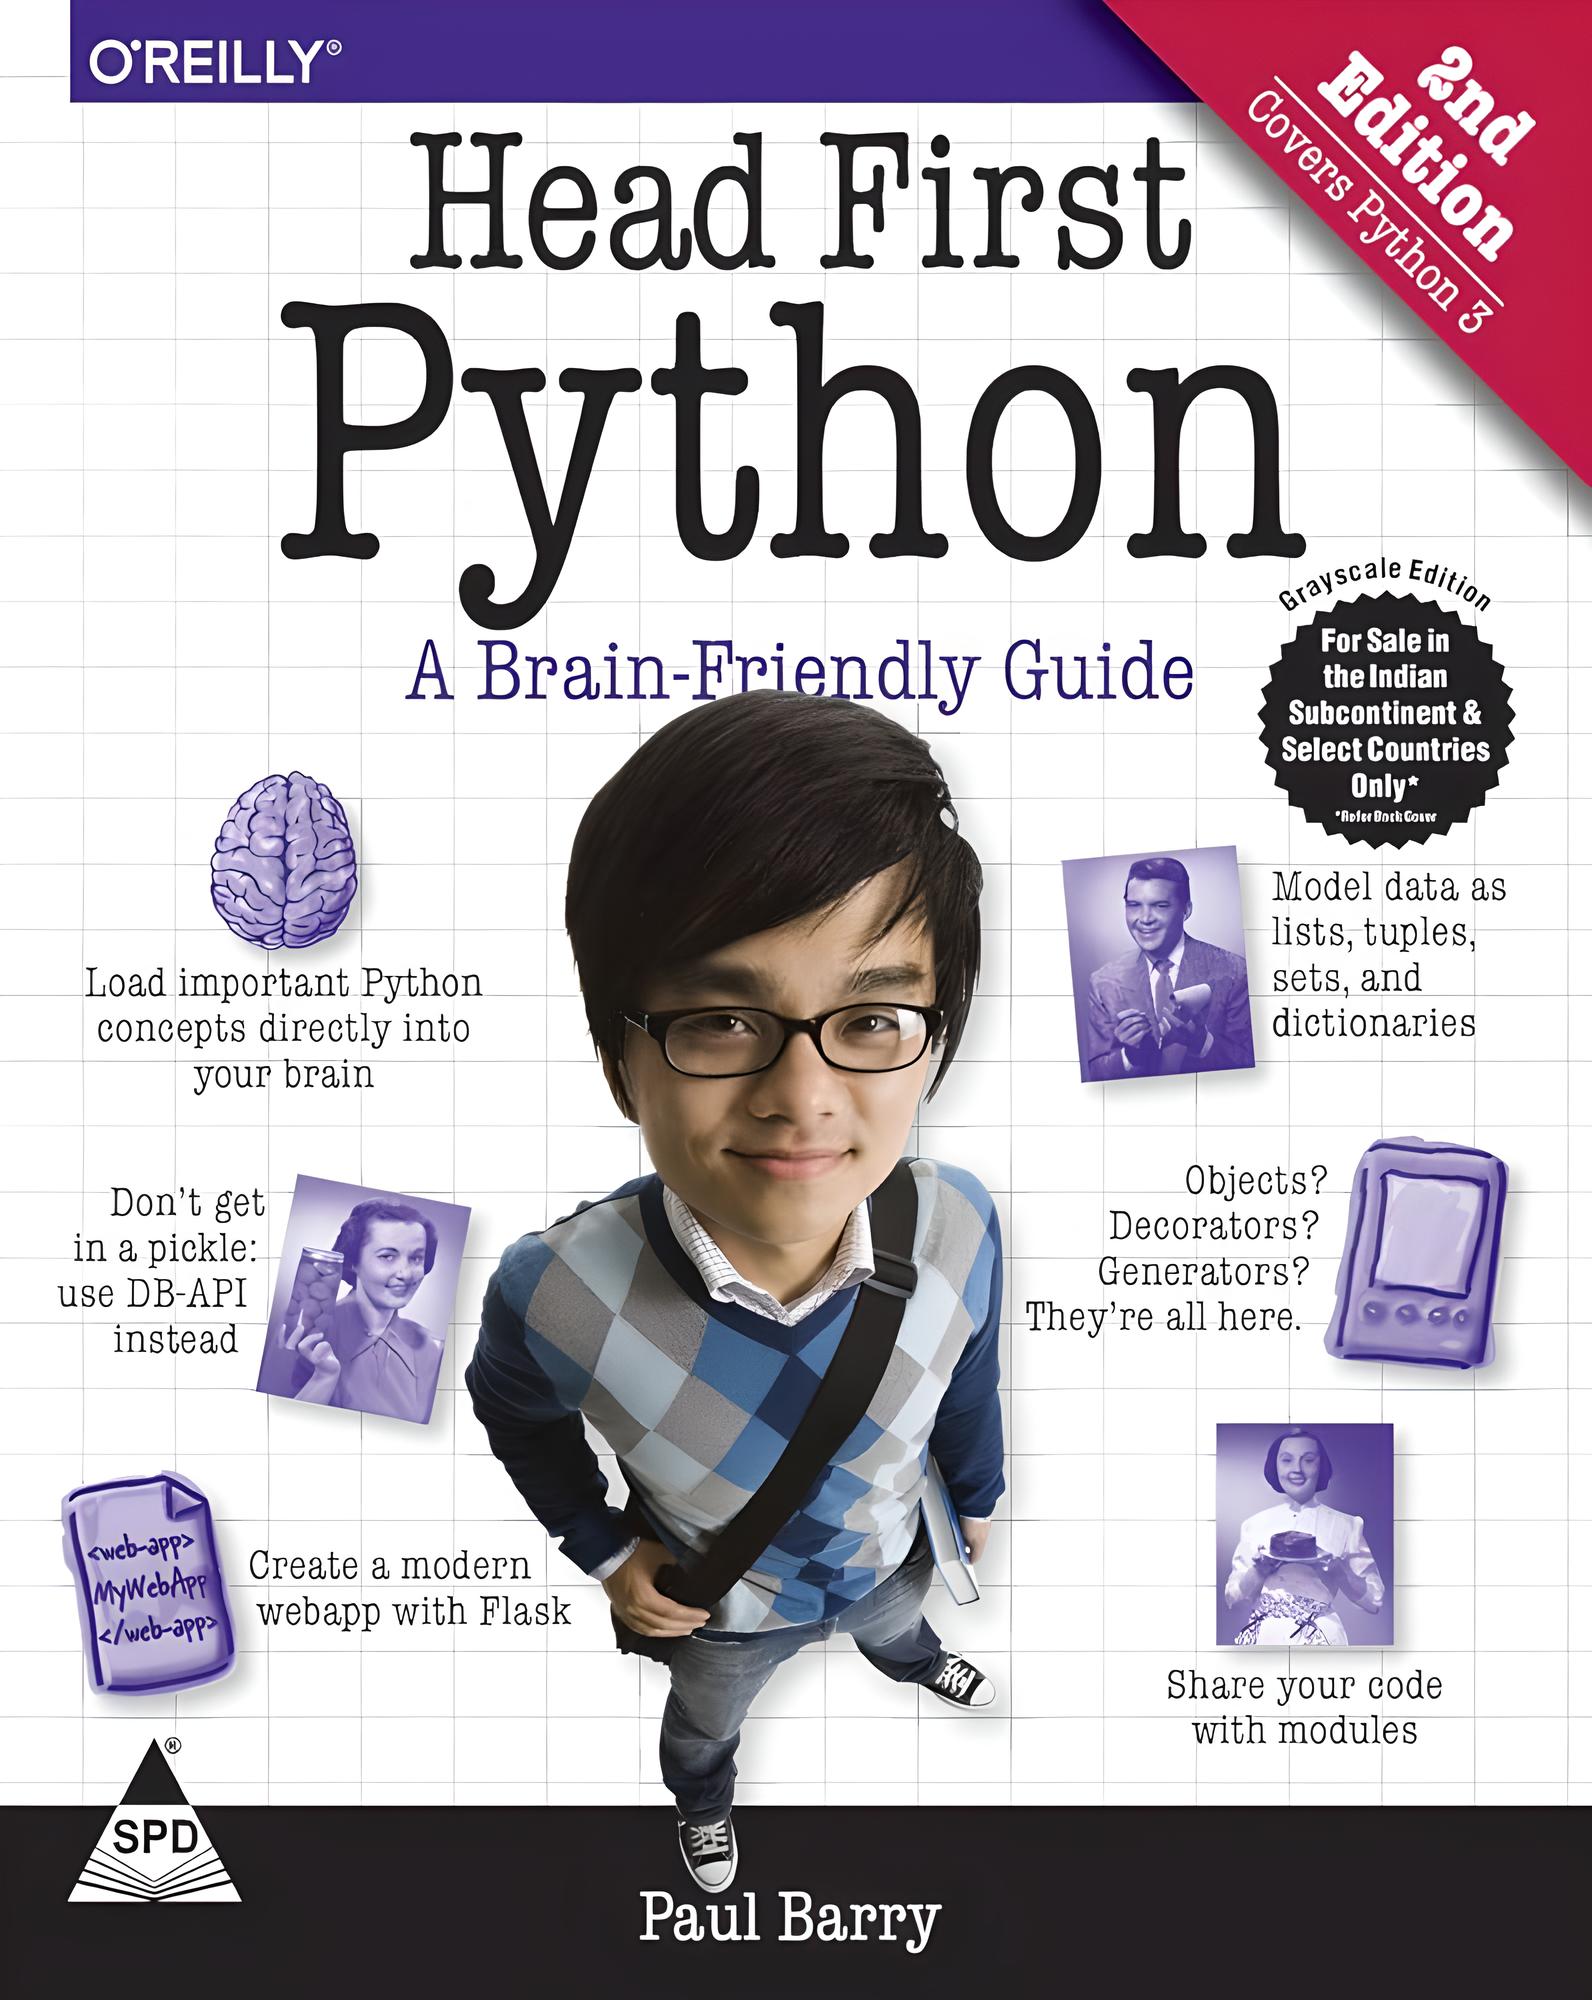 O'REILLY®
2nd
Edition
Covers Python 3
Head First
Python
A Brain-Friendly Guide
Grayscale Edition
For Sale in
the Indian
Subcontinent &
Select Countries
Only*
*Refer Back Cover
Load important Python
concepts directly into
your brain
Model data as
lists, tuples,
sets, and
dictionaries
Don't get
in a pickle:
use DB-API
instead
Objects?
Decorators?
Generators?
They're all here.
<web-app>
MyWebApp
</web-app>
Create a modern
webapp with Flask
Share your code
with modules
®
SPD
Paul Barry